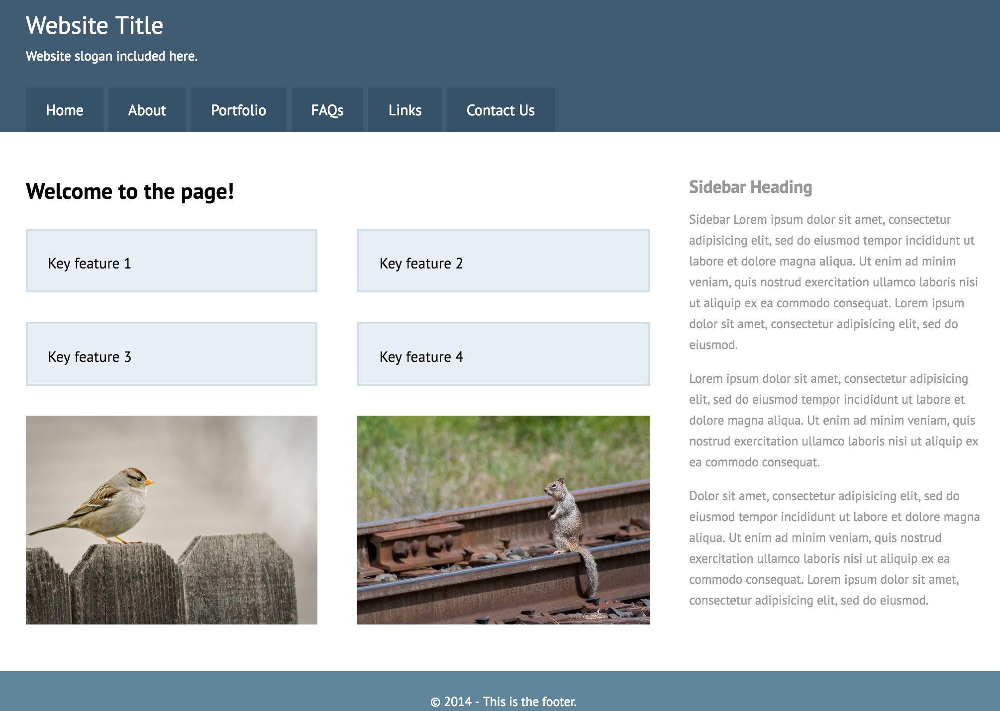 Website Title
Website slogan included here.
Home About Portfolio FAQs Links Contact Us
Welcome to the page!
Key feature 1
Key feature 2
Key feature 3
Key feature 4
Sidebar Heading
Sidebar Lorem ipsum dolor sit amet, consectetur
adipisicing elit, sed do eiusmod tempor incididunt ut
labore et dolore magna aliqua. Ut enim ad minim
veniam, quis nostrud exercitation ullamco laboris nisi
ut aliquip ex ea commodo consequat. Lorem ipsum
dolor sit amet, consectetur adipisicing elit, sed do
eiusmod.
Lorem ipsum dolor sit amet, consectetur adipisicing
elit, sed do eiusmod tempor incididunt ut labore et
dolore magna aliqua. Ut enim ad minim veniam, quis
nostrud exercitation ullamco laboris nisi ut aliquip ex
ea commodo consequat.
Dolor sit amet, consectetur adipisicing elit, sed do
eiusmod tempor incididunt ut labore et dolore magna
aliqua. Ut enim ad minim veniam, quis nostrud
exercitation ullamco laboris nisi ut aliquip ex ea
commodo consequat. Lorem ipsum dolor sit amet,
consectetur adipisicing elit, sed do eiusmod.
© 2014 - This is the footer.